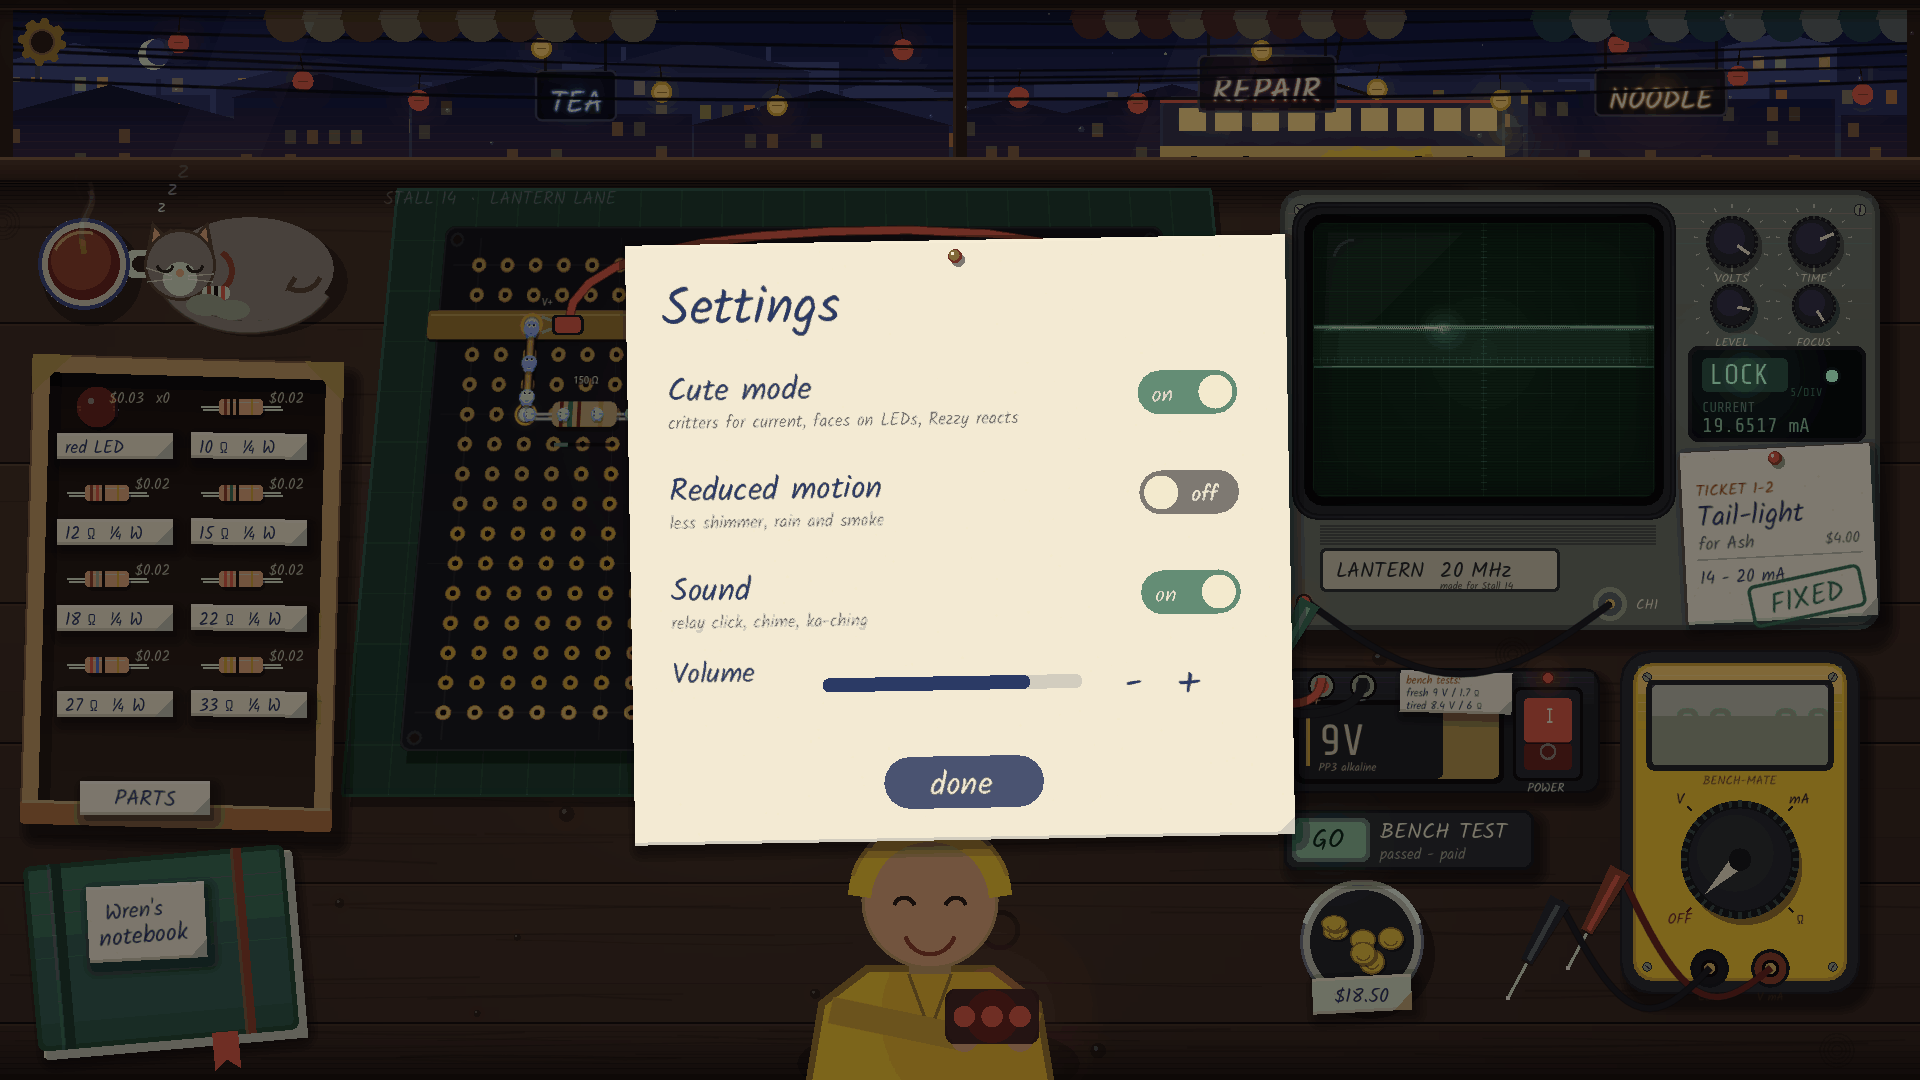 TEA
REPAIR
NOODLE
z
z
z
STALL 14 · LANTERN LANE
V+
150 Ω
Settings
Cute mode
critters for current, faces on LEDs, Rezzy reacts
on
Reduced motion
less shimmer, rain and smoke
off
Sound
relay click, chime, ka-ching
on
Volume
- +
done
$0.03 x0
$0.02
red LED
10 Ω ¼ W
$0.02
$0.02
12 Ω ¼ W
15 Ω ¼ W
$0.02
$0.02
18 Ω ¼ W
22 Ω ¼ W
$0.02
$0.02
27 Ω ¼ W
33 Ω ¼ W
PARTS
Wren's
notebook
VOLTS
TIME
LEVEL
FOCUS
LOCK
S/DIV
CURRENT
19.6517 mA
TICKET 1-2
Tail-light
for Ash
$4.00
14 - 20 mA
FIXED
LANTERN 20 MHz
made for Stall 14
CH1
bench tests:
fresh 9 V / 1.7 Ω
tired 8.4 V / 6 Ω
9V
PP3 alkaline
I
POWER
GO
BENCH TEST
passed - paid
$18.50
BENCH-MATE
V
mA
OFF
Ω